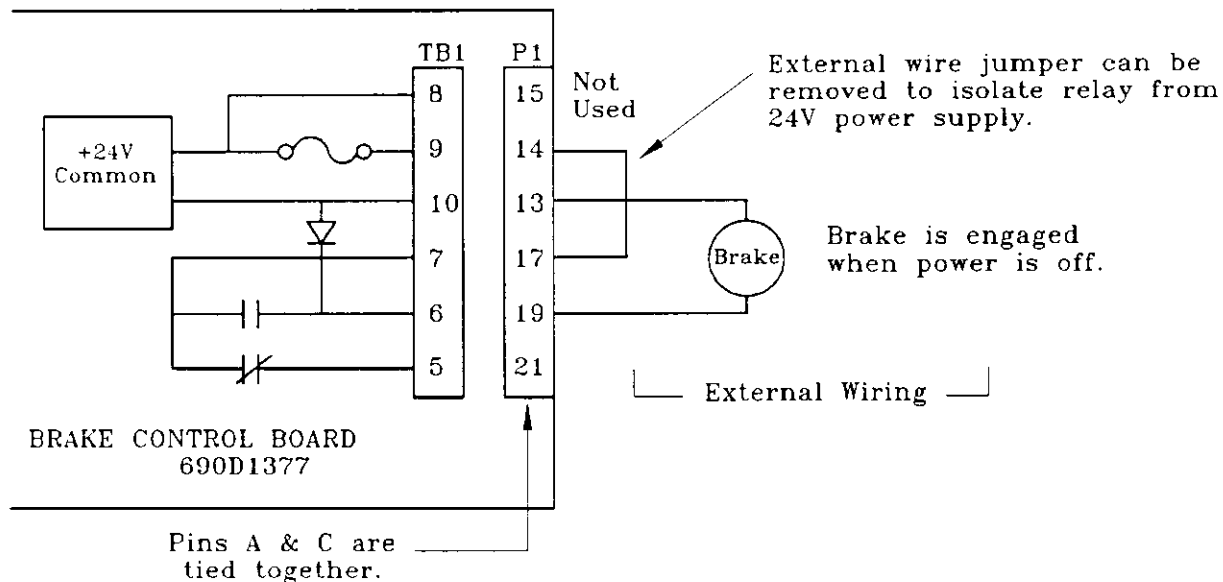 TB1
P1
8
15
Not
Used
External wire jumper can be
removed to isolate relay from
24V power supply.
+24V
Common
9
14
10
13
7
17
Brake
Brake is engaged
when power is off.
6
19
5
21
External Wiring
BRAKE CONTROL BOARD
690D1377
Pins A & C are
tied together.